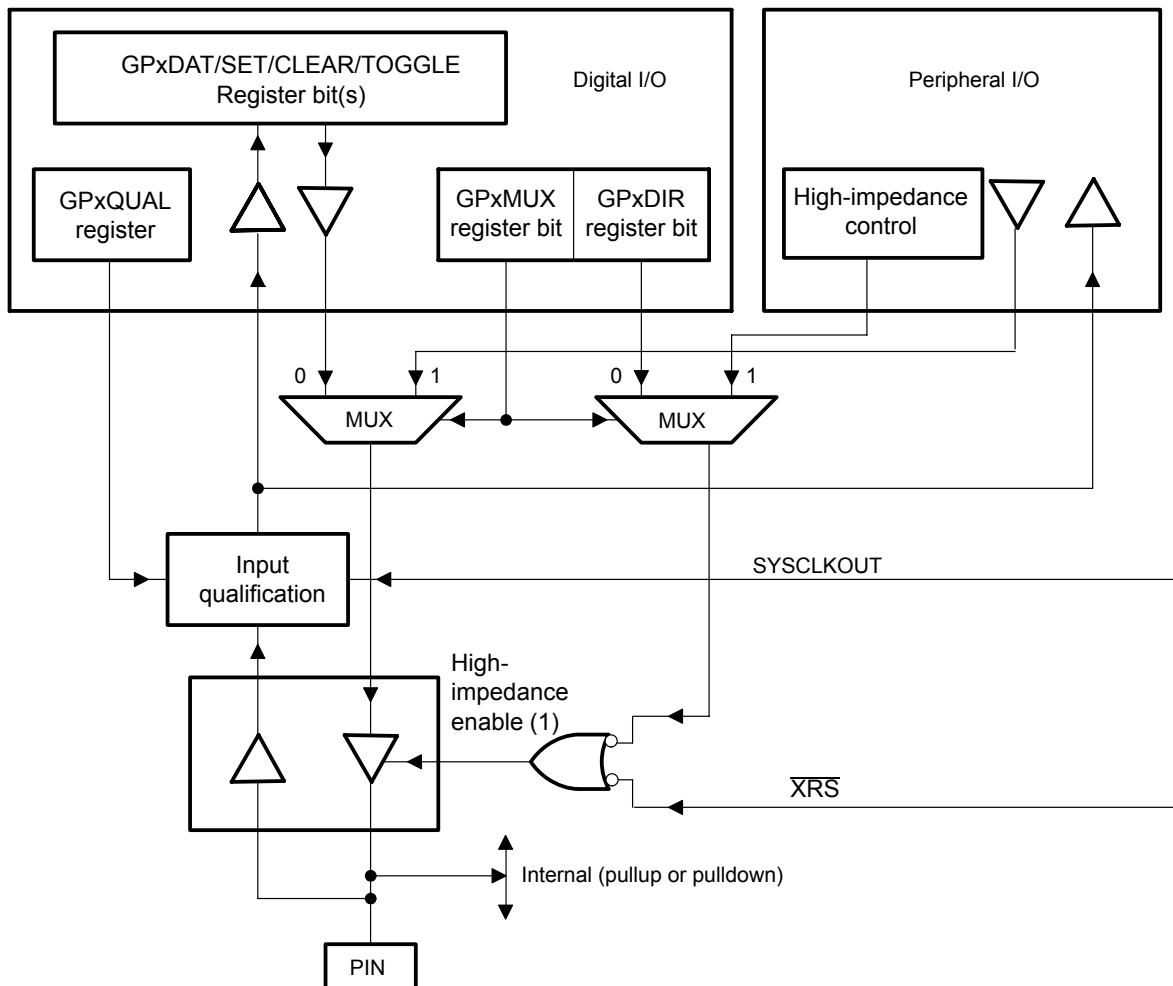 GPxDAT/SET/CLEAR/TOGGLE
Register bit(s)
Digital I/O
Peripheral I/O
GPxQUAL
register
GPxMUX
register bit
GPxDIR
register bit
High-impedance
control
0
1
0
1
MUX
MUX
Input
qualification
SYSCLKOUT
High-
impedance
enable (1)
XRS
Internal (pullup or pulldown)
PIN